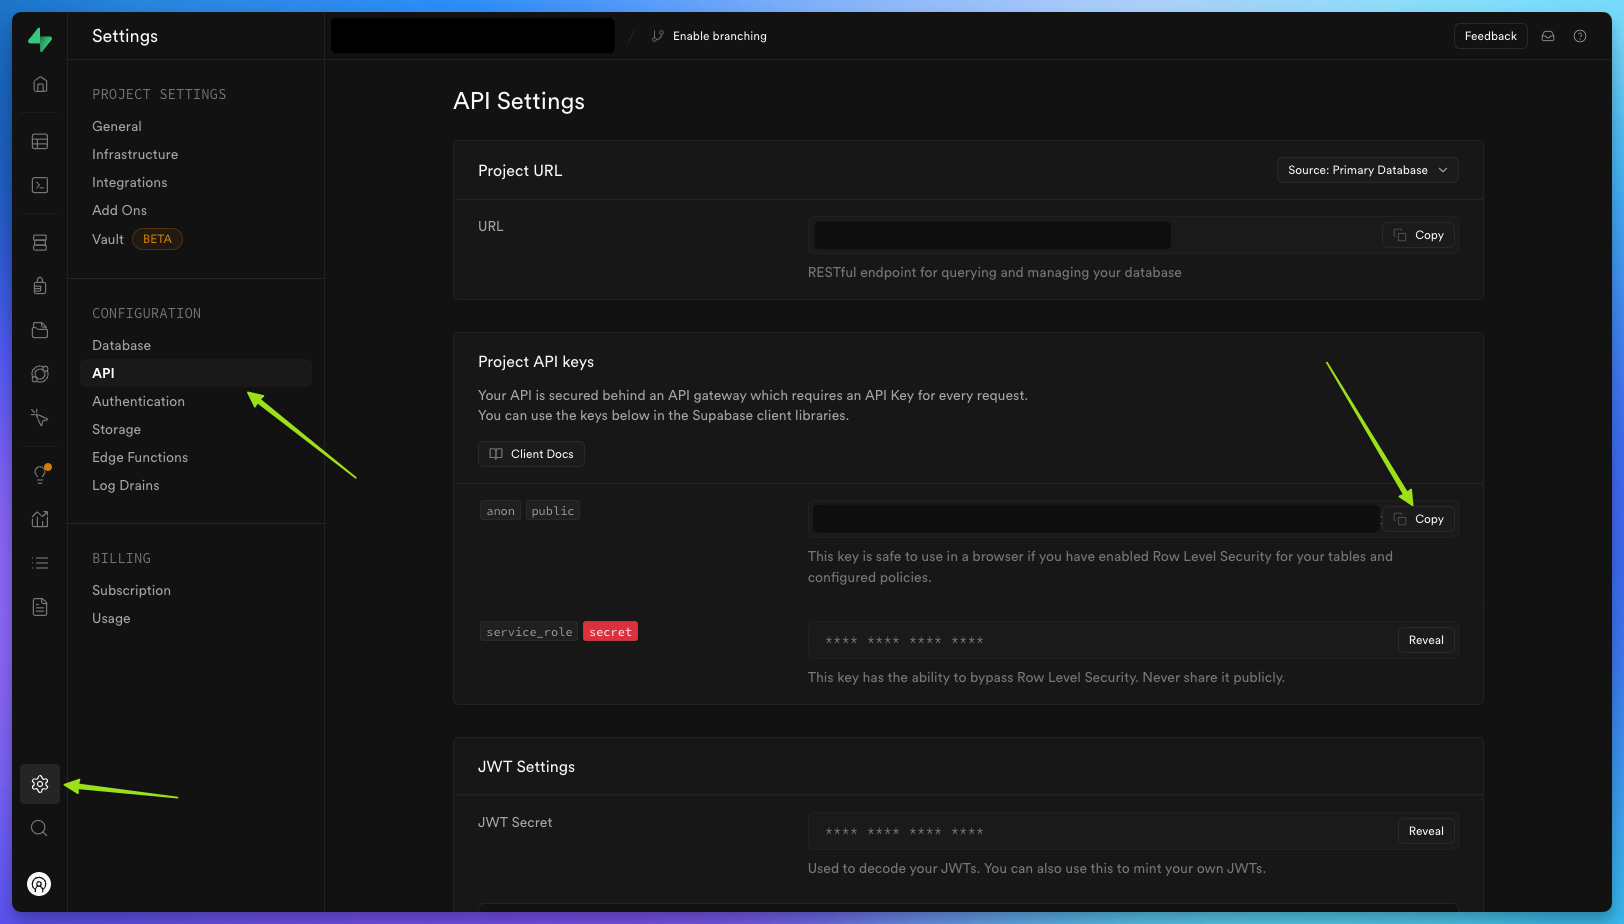 Settings
Enable branching
Feedback
PROJECT SETTINGS
General
Infrastructure
Integrations
Add Ons
Vault BETA
CONFIGURATION
Database
API
Authentication
Storage
Edge Functions
Log Drains
BILLING
Subscription
Usage
API Settings
Project URL
Source: Primary Database
URL
Copy
RESTful endpoint for querying and managing your database
Project API keys
Your API is secured behind an API gateway which requires an API Key for every request.
You can use the keys below in the Supabase client libraries.
Client Docs
anon public
Copy
This key is safe to use in a browser if you have enabled Row Level Security for your tables and
configured policies.
service_role secret
**** **** **** ****
Reveal
This key has the ability to bypass Row Level Security. Never share it publicly.
JWT Settings
JWT Secret
**** **** **** ****
Reveal
Used to decode your JWTs. You can also use this to mint your own JWTs.